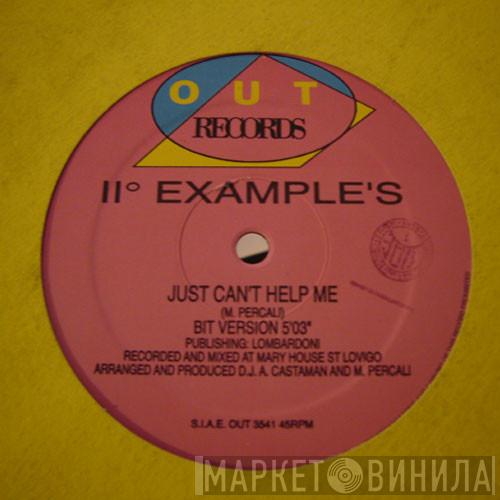 OUT
RECORDS
II° EXAMPLE'S
JUST CAN'T HELP ME
(M. PERCALI)
BIT VERSION 5'03"
PUBLISHING: LOMBARDONI
RECORDED AND MIXED AT MARY HOUSE ST LOVIGO
ARRANGED AND PRODUCED D.J. A. CASTAMAN AND M. PERCALI
S.I.A.E. OUT 3541 45RPM
МАРКЕТ ВИНИЛА